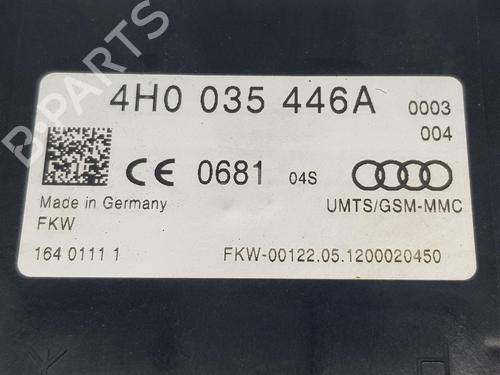 4H0 035 446A 0003
004
CE 0681 04S
Made in Germany
UMTS/GSM-MMC
FKW
164 0111 1
FKW-00122.05.1200020450
B-PARTS